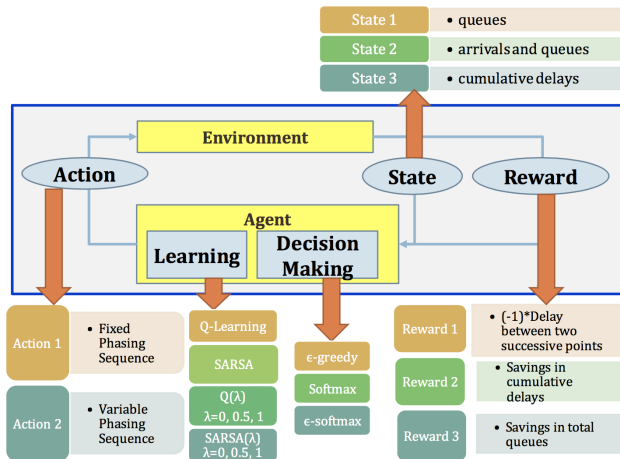 State 1
• queues
State 2
• arrivals and queues
State 3
• cumulative delays
Environment
Action
State
Reward
Agent
Learning
Decision
Making
Action 1
• Fixed
Phasing
Sequence
Action 2
• Variable
Phasing
Sequence
Q-Learning
SARSA
Q(λ)
λ=0, 0.5, 1
SARSA(λ)
λ=0, 0.5, 1
ϵ-greedy
Softmax
ϵ-softmax
Reward 1
• (-1)*Delay
between two
successive points
Reward 2
• Savings in
cumulative
delays
Reward 3
• Savings in total
queues